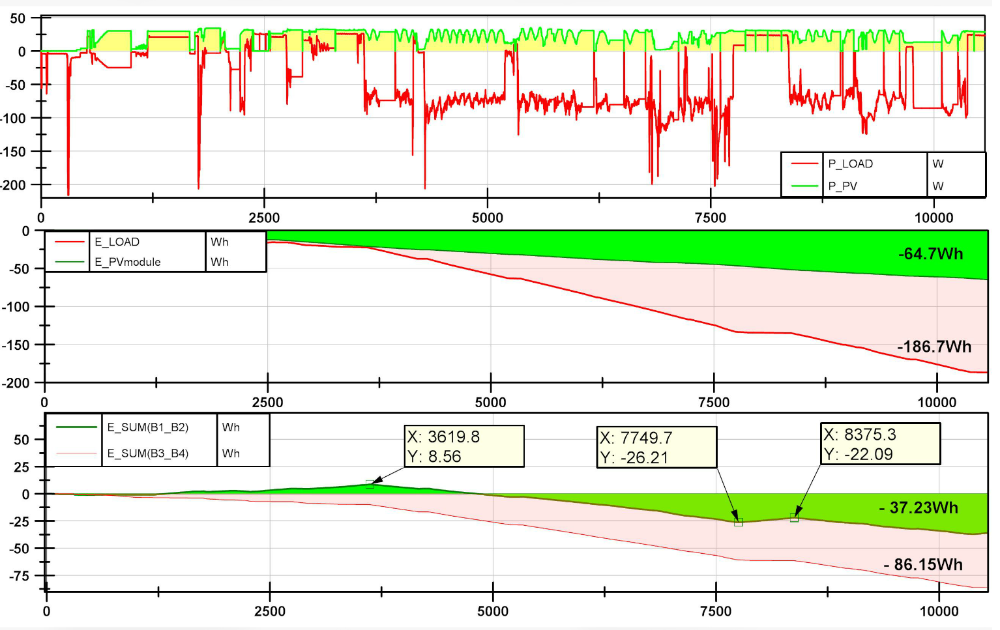 50
0
-50
-100
-150
-200
P_LOAD W
P_PV W
0 2500 5000 7500 10000
0
-50
-100
-150
-200
E_LOAD Wh
E_PVmodule Wh
-64.7Wh
-186.7Wh
0 2500 5000 7500 10000
50
25
0
-25
-50
-75
E_SUM(B1_B2) Wh
E_SUM(B3_B4) Wh
X: 3619.8
Y: 8.56
X: 7749.7
Y: -26.21
X: 8375.3
Y: -22.09
- 37.23Wh
- 86.15Wh
0 2500 5000 7500 10000